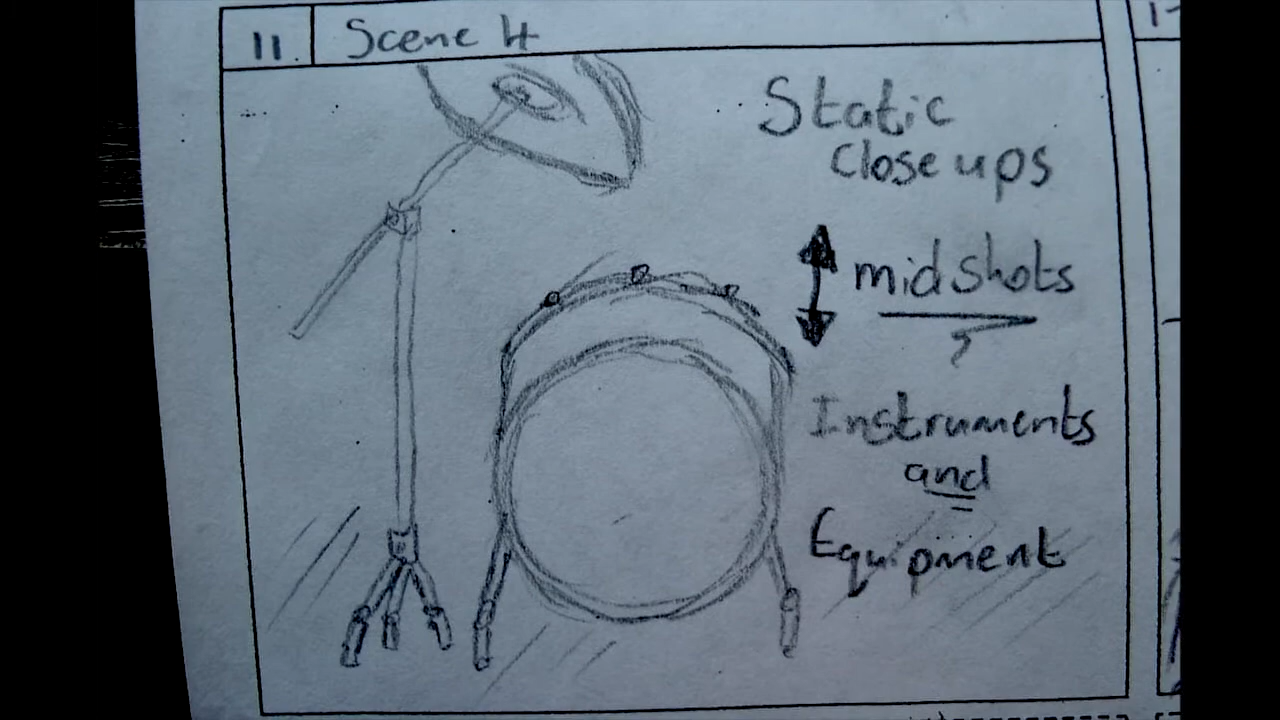 11.
Scene 4
Static
Close ups
midshots
Instruments
and
Equipment